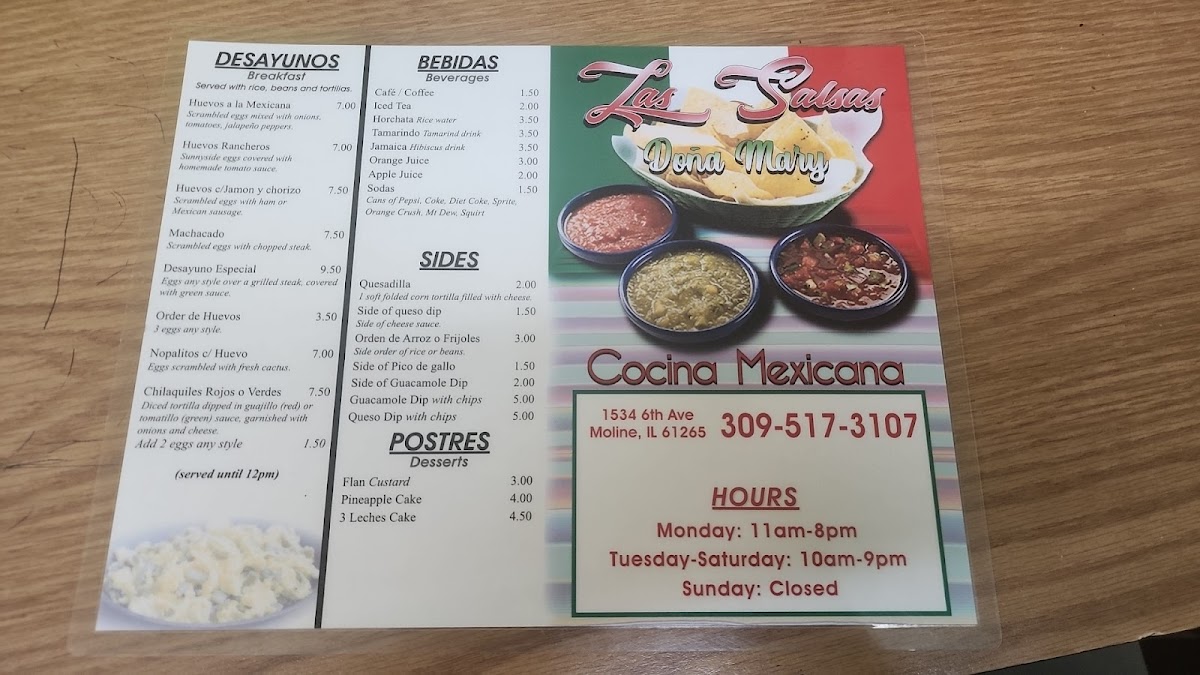 DESAYUNOS
Breakfast
Served with rice, beans and tortillas.
Huevos a la Mexicana 7.00
Scrambled eggs mixed with onions,
tomatoes, jalapeño peppers.
Huevos Rancheros 7.00
Sunnyside eggs covered with
homemade tomato sauce.
Huevos c/Jamon y chorizo 7.50
Scrambled eggs with ham or
Mexican sausage.
Machacado 7.50
Scrambled eggs with chopped steak.
Desayuno Especial 9.50
Eggs any style over a grilled steak, covered
with green sauce.
Order de Huevos 3.50
3 eggs any style.
Nopalitos c/ Huevo 7.00
Eggs scrambled with fresh cactus.
Chilaquiles Rojos o Verdes 7.50
Diced tortilla dipped in guajillo (red) or
tomatillo (green) sauce, garnished with
onions and cheese.
Add 2 eggs any style 1.50
(served until 12pm)
BEBIDAS
Beverages
Café / Coffee 1.50
Iced Tea 2.00
Horchata Rice water 3.50
Tamarindo Tamarind drink 3.50
Jamaica Hibiscus drink 3.50
Orange Juice 3.00
Apple Juice 2.00
Sodas 1.50
Cans of Pepsi, Coke, Diet Coke, Sprite,
Orange Crush, Mt Dew, Squirt
SIDES
Quesadilla 2.00
1 soft folded corn tortilla filled with cheese.
Side of queso dip 1.50
Side of cheese sauce.
Orden de Arroz o Frijoles 3.00
Side order of rice or beans.
Side of Pico de gallo 1.50
Side of Guacamole Dip 2.00
Guacamole Dip with chips 5.00
Queso Dip with chips 5.00
POSTRES
Desserts
Flan Custard 3.00
Pineapple Cake 4.00
3 Leches Cake 4.50
Las Salsas
Doña Mary
Cocina Mexicana
1534 6th Ave
Moline, IL 61265
309-517-3107
HOURS
Monday: 11am-8pm
Tuesday-Saturday: 10am-9pm
Sunday: Closed